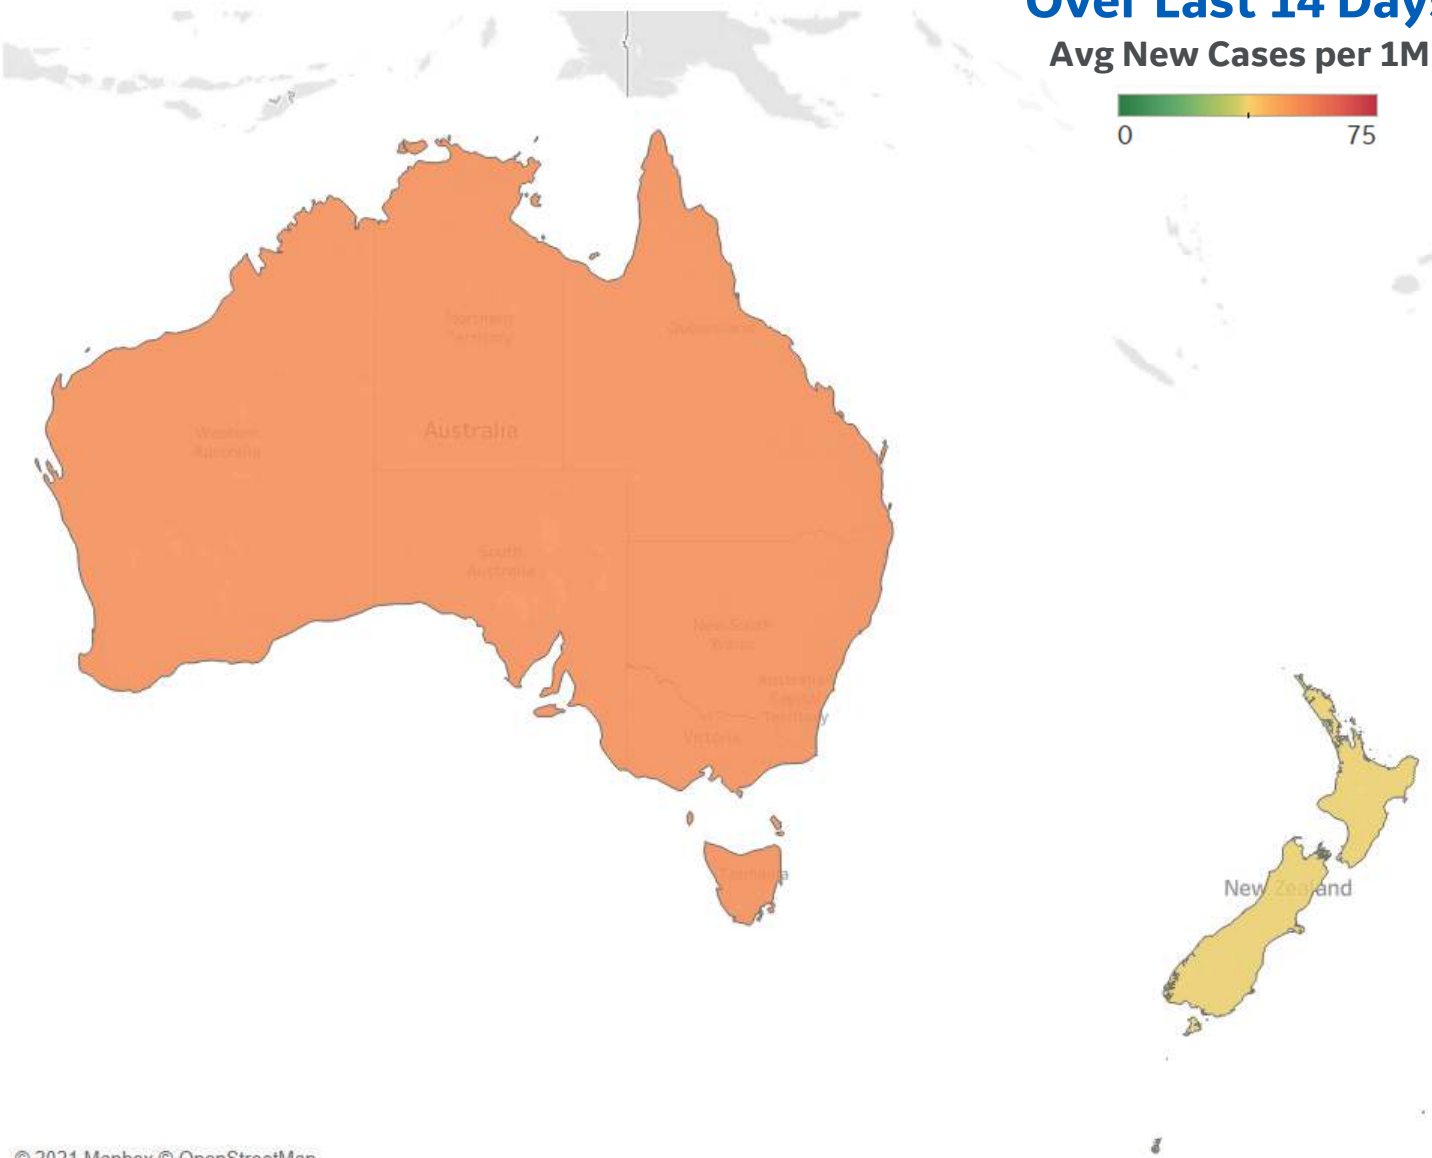 Over Last 14 Days
Avg New Cases per 1M
0
75
Northern
Territory
Queensland
Australia
Western
Australia
South
Australia
New South
Wales
Australian
Capital
Territory
Victoria
Tasmania
New Zealand
© 2021 Mapbox © OpenStreetMap